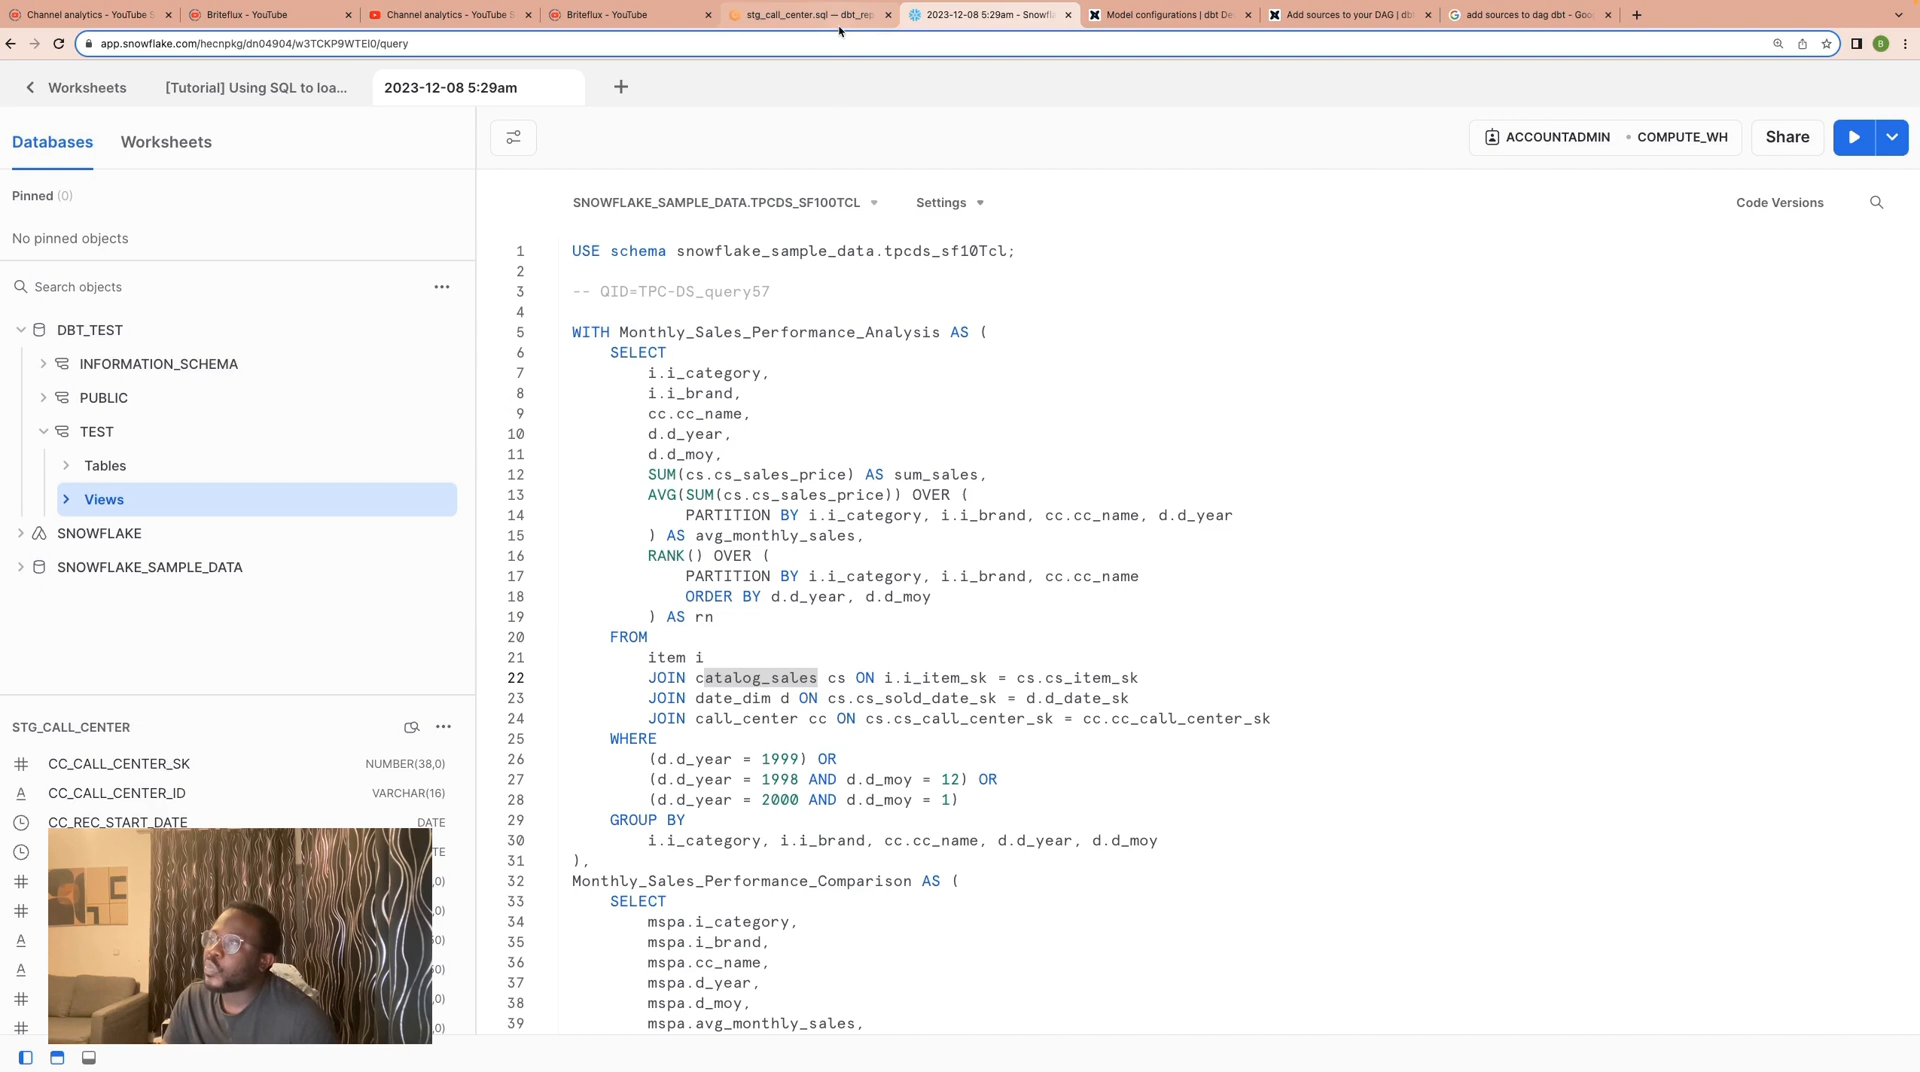 Channel analytics - YouTube S
Briteflux - YouTube
Channel analytics - YouTube S
Briteflux - YouTube
stg_call_center.sql — dbt_rep
2023-12-08 5:29am - Snowfl
Model configurations | dbt De
Add sources to your DAG | dbt
add sources to dag dbt - Goo
app.snowflake.com/hecnpkg/dn04904/w3TCKP9WTEI0/query
B
Worksheets
[Tutorial] Using SQL to loa...
2023-12-08 5:29am
Databases
Worksheets
ACCOUNTADMIN
COMPUTE_WH
Share
Pinned (0)
No pinned objects
Search objects
DBT_TEST
INFORMATION_SCHEMA
PUBLIC
TEST
Tables
Views
SNOWFLAKE
SNOWFLAKE_SAMPLE_DATA
STG_CALL_CENTER
CC_CALL_CENTER_SK NUMBER(38,0)
CC_CALL_CENTER_ID VARCHAR(16)
CC_REC_START_DATE DATE
TE
,0)
,0)
,0)
,0)
SNOWFLAKE_SAMPLE_DATA.TPCDS_SF100TCL
Settings
Code Versions
1 USE schema snowflake_sample_data.tpcds_sf10Tcl;
2
3 -- QID=TPC-DS_query57
4
5 WITH Monthly_Sales_Performance_Analysis AS (
6 SELECT
7 i.i_category,
8 i.i_brand,
9 cc.cc_name,
10 d.d_year,
11 d.d_moy,
12 SUM(cs.cs_sales_price) AS sum_sales,
13 AVG(SUM(cs.cs_sales_price)) OVER (
14 PARTITION BY i.i_category, i.i_brand, cc.cc_name, d.d_year
15 ) AS avg_monthly_sales,
16 RANK() OVER (
17 PARTITION BY i.i_category, i.i_brand, cc.cc_name
18 ORDER BY d.d_year, d.d_moy
19 ) AS rn
20 FROM
21 item i
22 JOIN catalog_sales cs ON i.i_item_sk = cs.cs_item_sk
23 JOIN date_dim d ON cs.cs_sold_date_sk = d.d_date_sk
24 JOIN call_center cc ON cs.cs_call_center_sk = cc.cc_call_center_sk
25 WHERE
26 (d.d_year = 1999) OR
27 (d.d_year = 1998 AND d.d_moy = 12) OR
28 (d.d_year = 2000 AND d.d_moy = 1)
29 GROUP BY
30 i.i_category, i.i_brand, cc.cc_name, d.d_year, d.d_moy
31 ),
32 Monthly_Sales_Performance_Comparison AS (
33 SELECT
34 mspa.i_category,
35 mspa.i_brand,
36 mspa.cc_name,
37 mspa.d_year,
38 mspa.d_moy,
39 mspa.avg_monthly_sales,